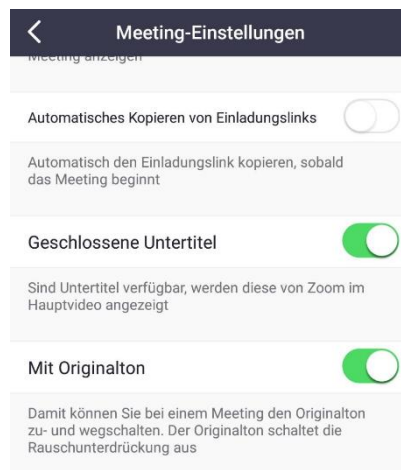 Meeting-Einstellungen
Meeting anzeigen
Automatisches Kopieren von Einladungslinks
Automatisch den Einladungslink kopieren, sobald
das Meeting beginnt
Geschlossene Untertitel
Sind Untertitel verfügbar, werden diese von Zoom im
Hauptvideo angezeigt
Mit Originalton
Damit können Sie bei einem Meeting den Originalton
zu- und wegschalten. Der Originalton schaltet die
Rauschunterdrückung aus